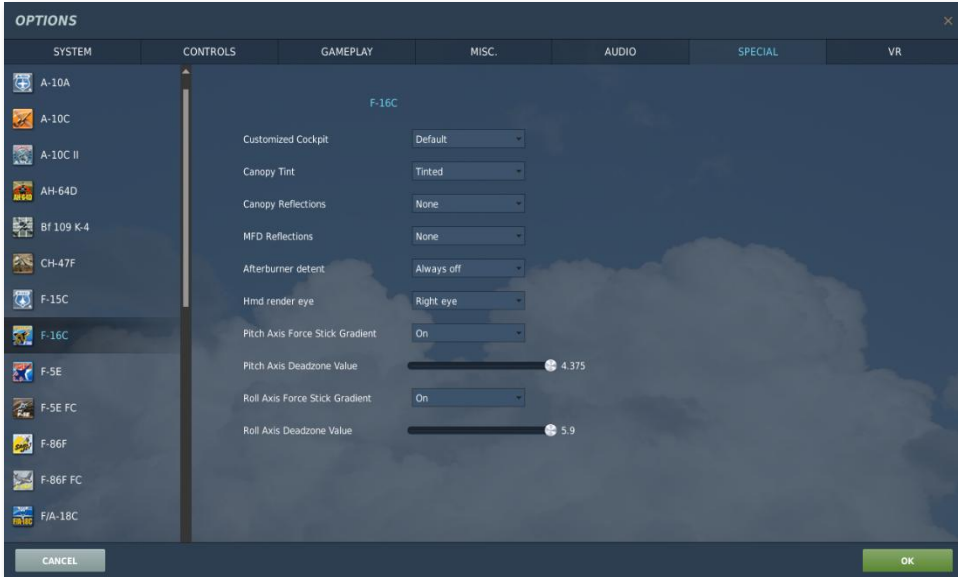 OPTIONS
SYSTEM CONTROLS GAMEPLAY MISC. AUDIO SPECIAL VR
A-10A
A-10C
A-10C II
AH-64D
Bf 109 K-4
CH-47F
F-15C
F-16C
F-5E
F-5E FC
F-86F
F-86F FC
F/A-18C
F-16C
Customized Cockpit Default
Canopy Tint Tinted
Canopy Reflections None
MFD Reflections None
Afterburner detent Always off
Hmd render eye Right eye
Pitch Axis Force Stick Gradient On
Pitch Axis Deadzone Value 4.375
Roll Axis Force Stick Gradient On
Roll Axis Deadzone Value 5.9
CANCEL OK